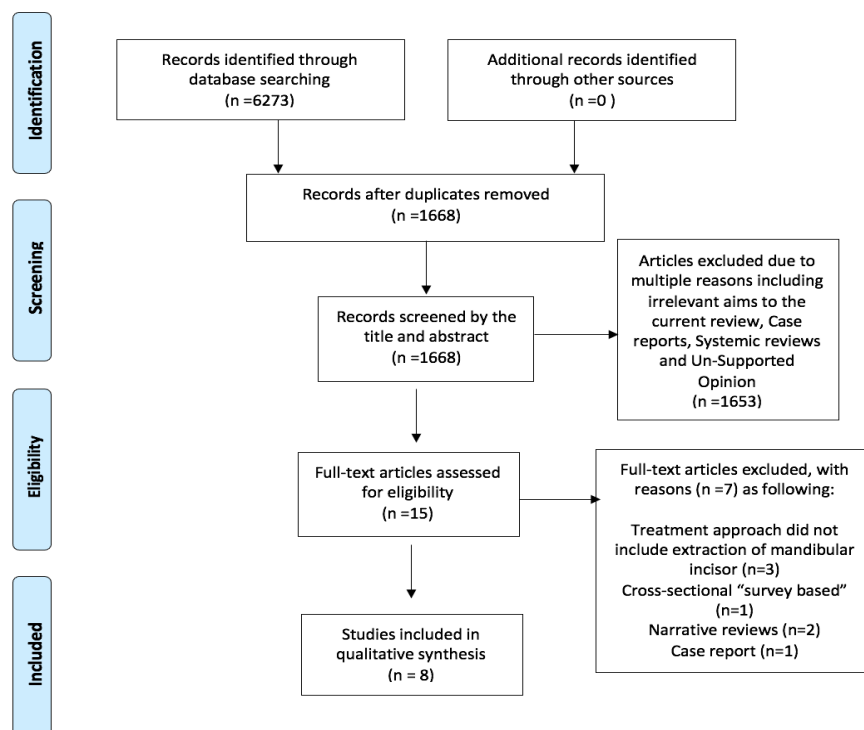 Identification
Records identified through
database searching
(n =6273)
Additional records identified
through other sources
(n =0 )
Records after duplicates removed
(n =1668)
Screening
Records screened by the
title and abstract
(n =1668)
Articles excluded due to
multiple reasons including
irrelevant aims to the
current review, Case
reports, Systemic reviews
and Un-Supported
Opinion
(n =1653)
Eligibility
Full-text articles assessed
for eligibility
(n =15)
Full-text articles excluded, with
reasons (n =7) as following:
Treatment approach did not
include extraction of mandibular
incisor (n=3)
Cross-sectional “survey based”
(n=1)
Narrative reviews (n=2)
Case report (n=1)
Included
Studies included in
qualitative synthesis
(n = 8)